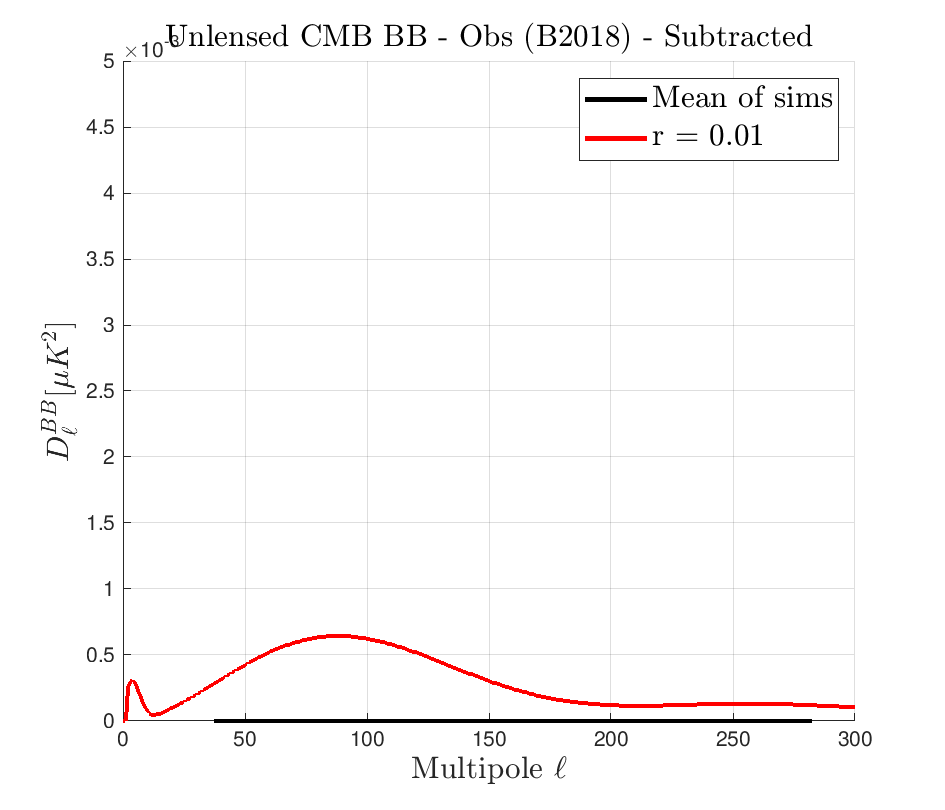 Unlensed CMB BB - Obs (B2018) - Subtracted
×10⁻³
Mean of sims
r = 0.01
5
4.5
4
3.5
3
2.5
2
1.5
1
0.5
0
D_ℓ^{BB}[μK²]
0 50 100 150 200 250 300
Multipole ℓ